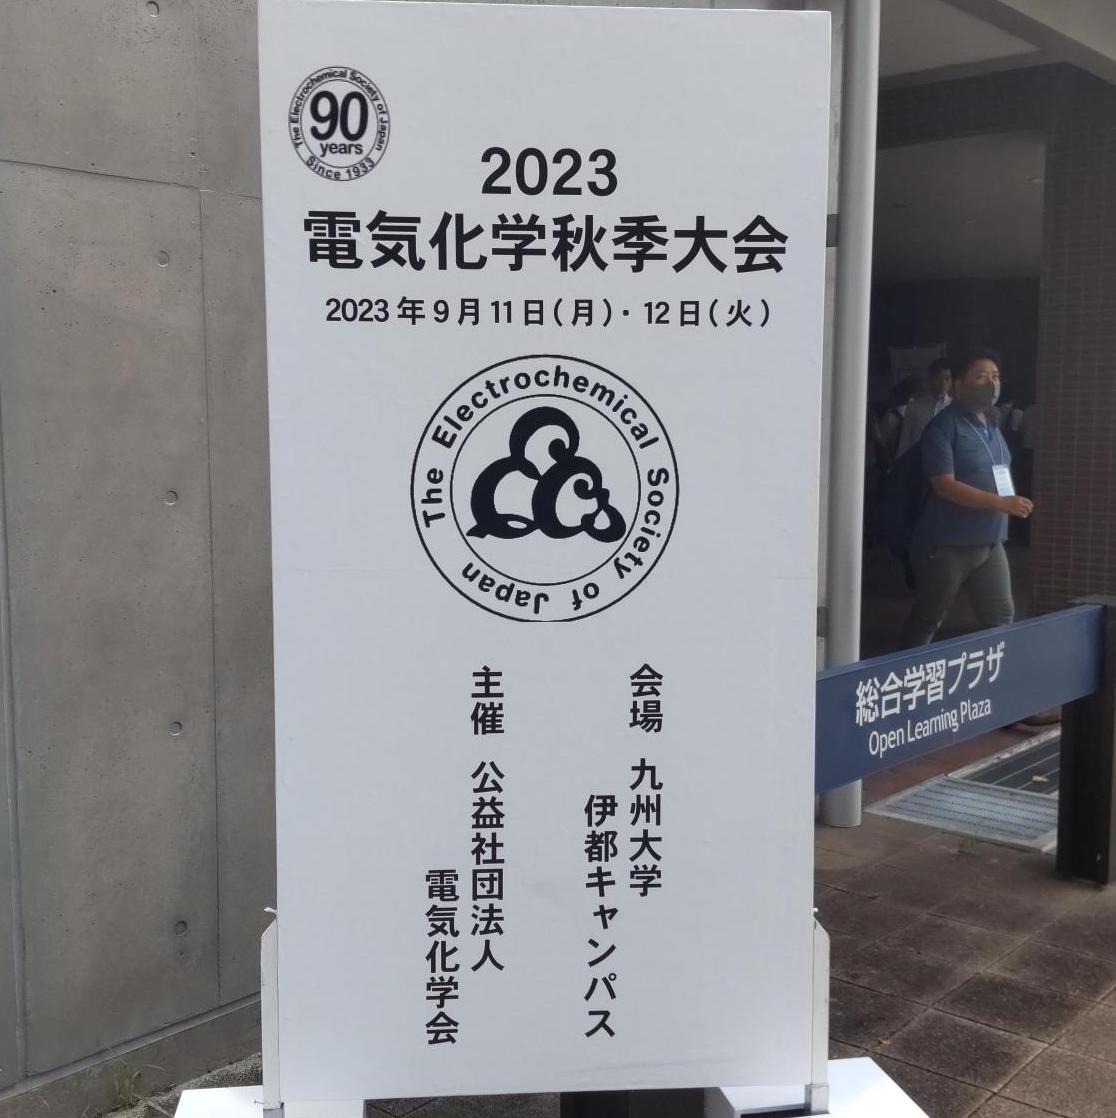 The Electrochemical Society of Japan
90
years
Since 1933
2023
電気化学秋季大会
2023年9月11日(月)・12日(火)
The Electrochemical Society of Japan
会場 九州大学
伊都キャンパス
主催 公益社団法人
電気化学会
総合学習プラザ
Open Learning Plaza